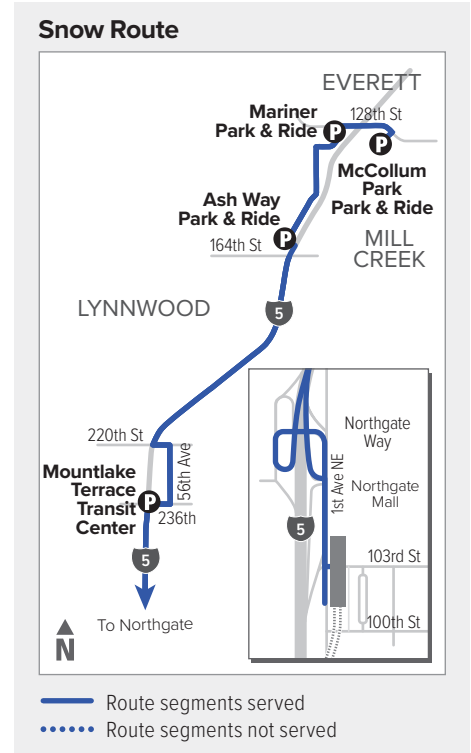 Snow Route
EVERETT
128th St
Mariner
Park & Ride
P
P
McCollum
Park
Park & Ride
Ash Way
Park & Ride
P
164th St
MILL
CREEK
LYNNWOOD
5
220th St
56th Ave
Mountlake
Terrace
Transit
Center
P
236th
5
To Northgate
N
Northgate
Way
1st Ave NE
Northgate
Mall
5
103rd St
100th St
Route segments served
Route segments not served